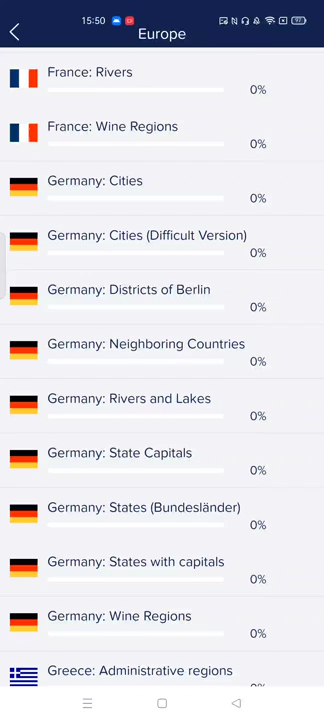 15:50
97
Europe
France: Rivers
0%
France: Wine Regions
0%
Germany: Cities
0%
Germany: Cities (Difficult Version)
0%
Germany: Districts of Berlin
0%
Germany: Neighboring Countries
0%
Germany: Rivers and Lakes
0%
Germany: State Capitals
0%
Germany: States (Bundesländer)
0%
Germany: States with capitals
0%
Germany: Wine Regions
0%
Greece: Administrative regions
0%